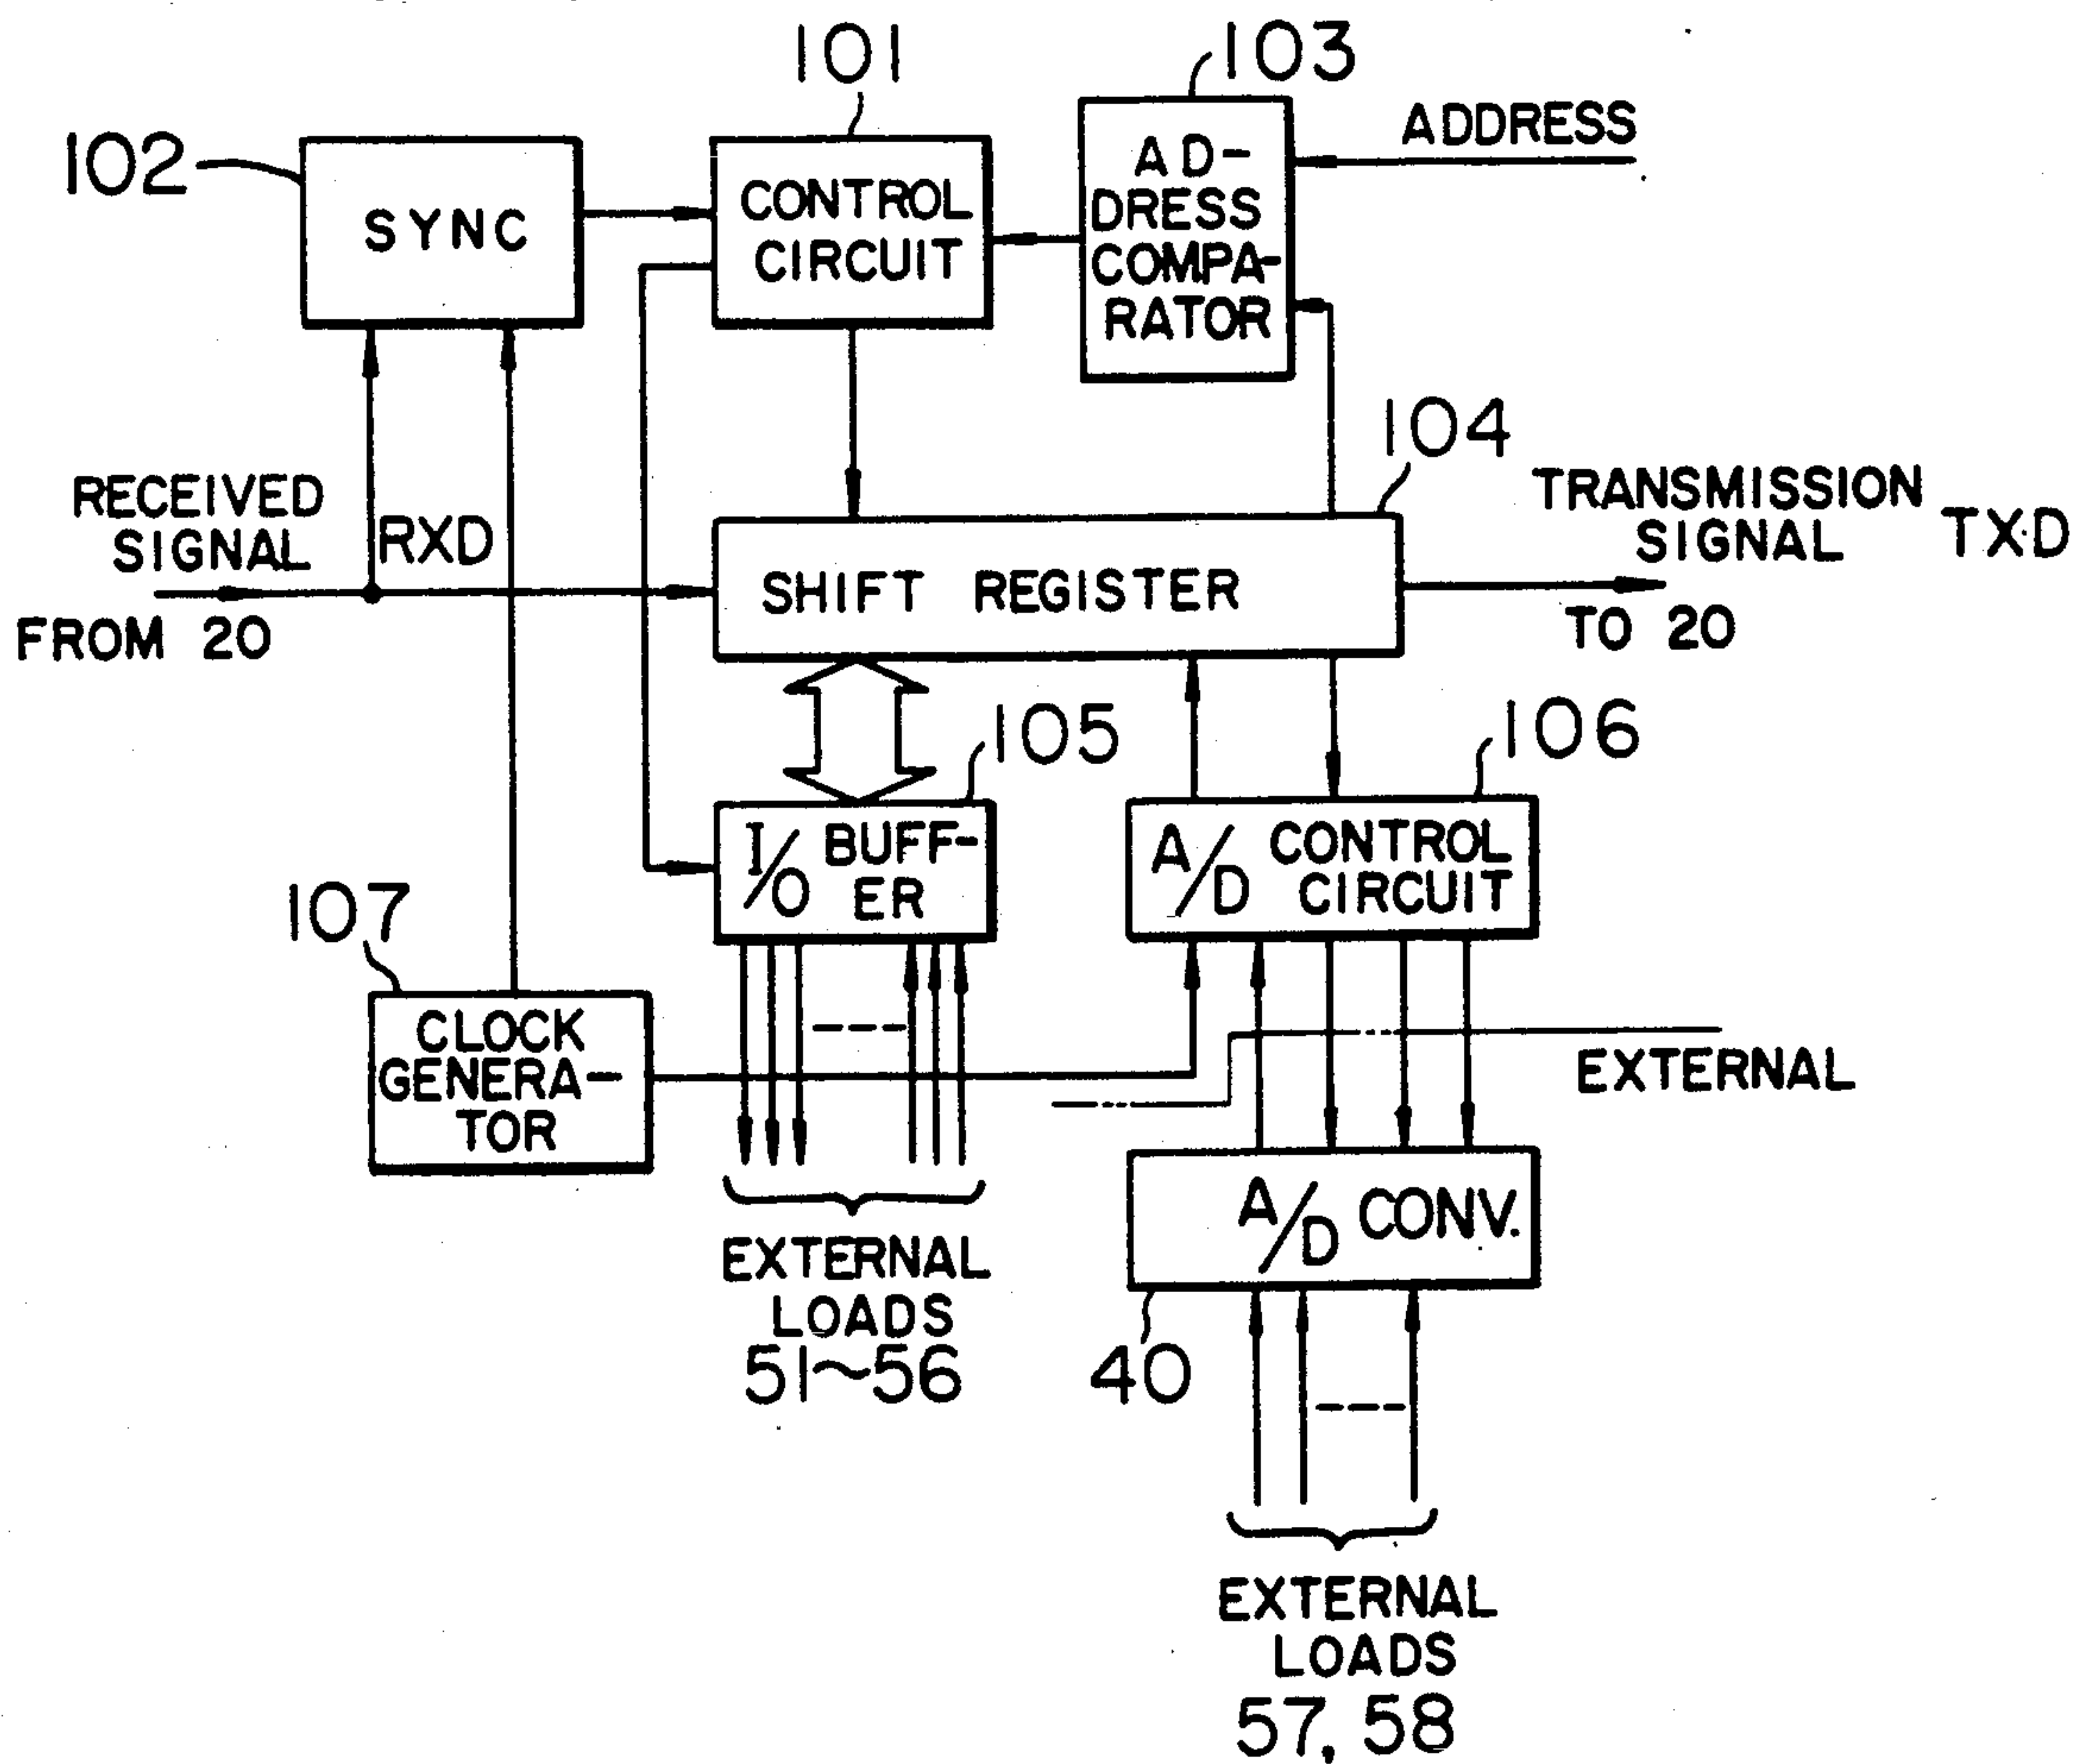 101
103
ADDRESS
102
SYNC
CONTROL
CIRCUIT
AD-
DRESS
COMPA-
RATOR
104
RECEIVED
SIGNAL
RXD
FROM 20
SHIFT REGISTER
TRANSMISSION
SIGNAL
TXD
TO 20
105
106
I/O BUFF-
ER
A/D CONTROL
CIRCUIT
107
CLOCK
GENERA-
TOR
EXTERNAL
A/D CONV.
40
EXTERNAL
LOADS
51~56
EXTERNAL
LOADS
57, 58